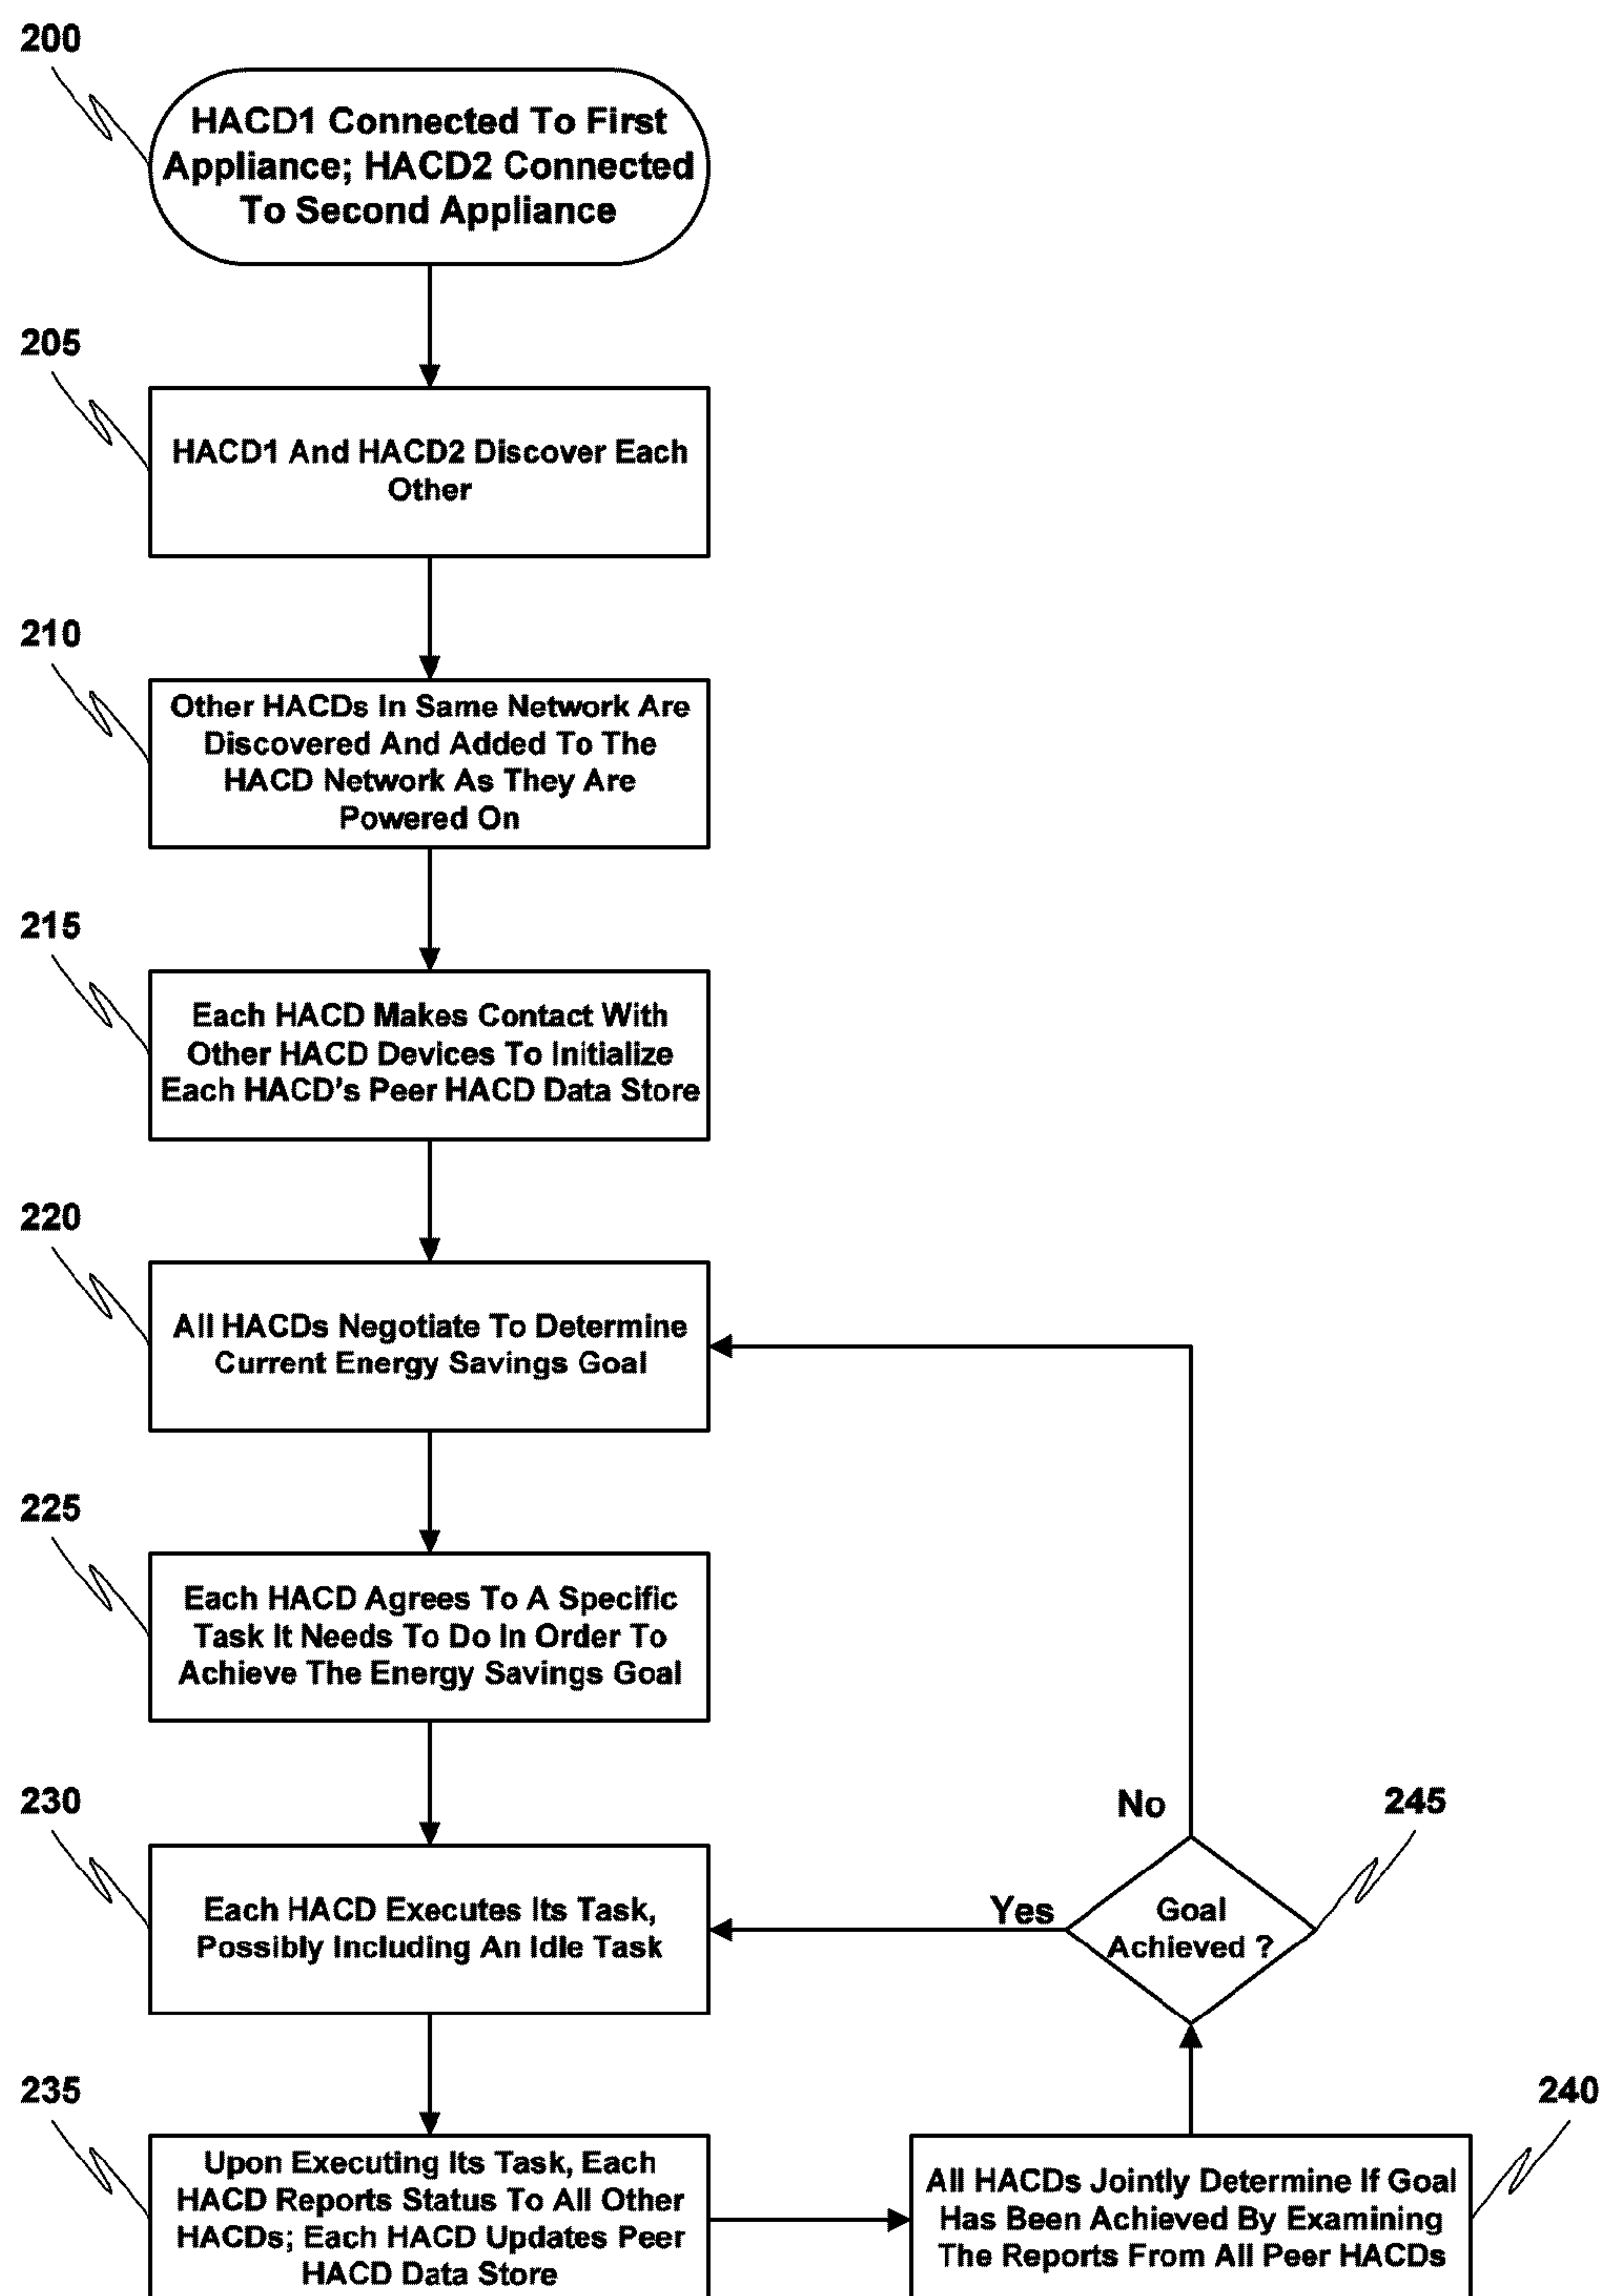 200
HACD1 Connected To First
Appliance; HACD2 Connected
To Second Appliance
205
HACD1 And HACD2 Discover Each
Other
210
Other HACDs In Same Network Are
Discovered And Added To The
HACD Network As They Are
Powered On
215
Each HACD Makes Contact With
Other HACD Devices To Initialize
Each HACD's Peer HACD Data Store
220
All HACDs Negotiate To Determine
Current Energy Savings Goal
225
Each HACD Agrees To A Specific
Task It Needs To Do In Order To
Achieve The Energy Savings Goal
230
Each HACD Executes Its Task,
Possibly Including An Idle Task
No
245
Yes
Goal
Achieved ?
235
Upon Executing Its Task, Each
HACD Reports Status To All Other
HACDs; Each HACD Updates Peer
HACD Data Store
240
All HACDs Jointly Determine If Goal
Has Been Achieved By Examining
The Reports From All Peer HACDs